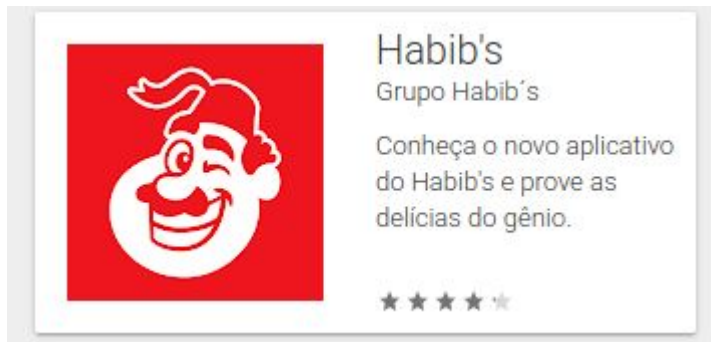 Habib's
Grupo Habib´s
Conheça o novo aplicativo
do Habib's e prove as
delícias do gênio.